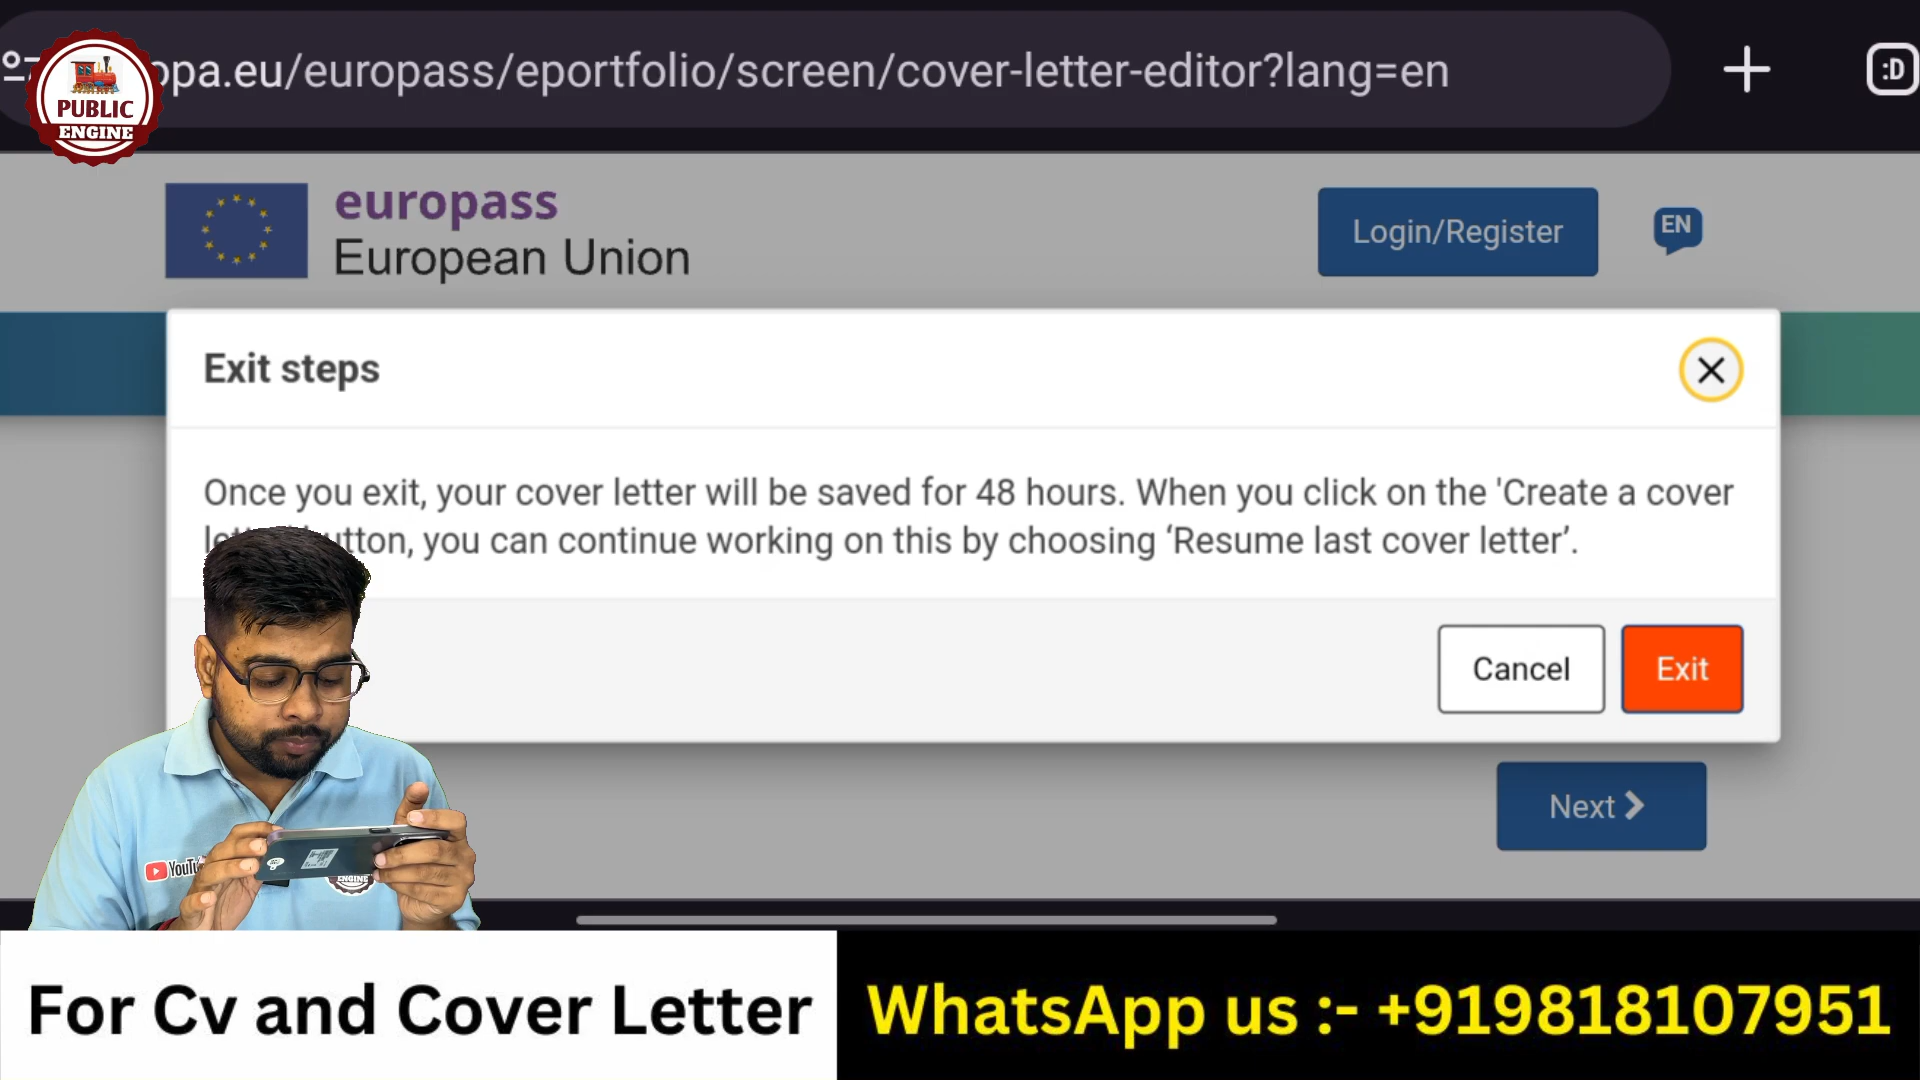 opa.eu/europass/eportfolio/screen/cover-letter-editor?lang=en
:D
PUBLIC
ENGINE
europass
European Union
Login/Register
EN
Exit steps
Once you exit, your cover letter will be saved for 48 hours. When you click on the 'Create a cover
you can continue working on this by choosing ‘Resume last cover letter’.
Cancel
Exit
Next
ENGINE
For Cv and Cover Letter
WhatsApp us :- +919818107951